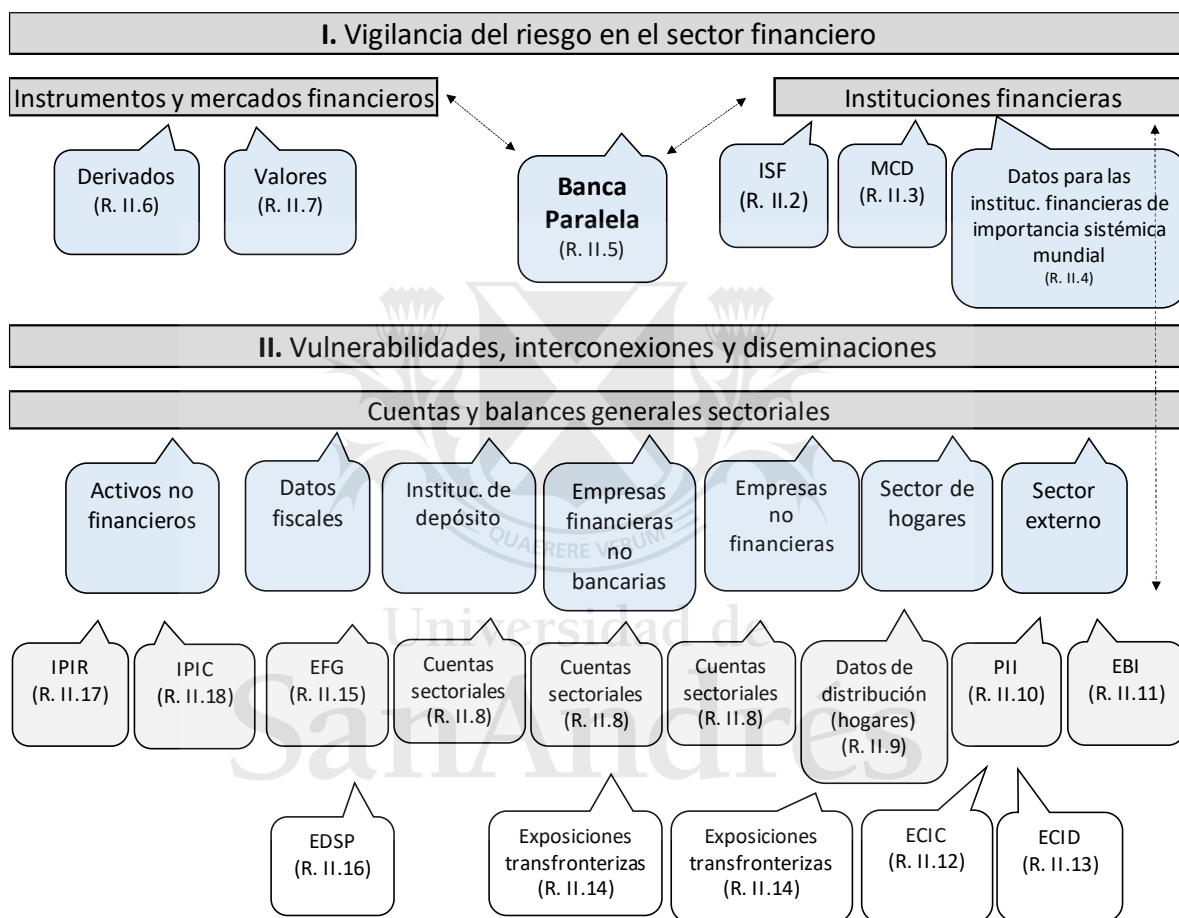 I. Vigilancia del riesgo en el sector financiero
Instrumentos y mercados financieros
Instituciones financieras
Derivados
(R. II.6)
Valores
(R. II.7)
Banca
Paralela
(R. II.5)
ISF
(R. II.2)
MCD
(R. II.3)
Datos para las
instituc. financieras de
importancia sistémica
mundial
(R. II.4)
II. Vulnerabilidades, interconexiones y diseminaciones
Cuentas y balances generales sectoriales
Activos no
financieros
Datos
fiscales
Instituc. de
depósito
Empresas
financieras
no
bancarias
Empresas
no
financieras
Sector de
hogares
Sector
externo
QUAERERE VERUM
Universidad de
SanAndrés
IPIR
(R. II.17)
IPIC
(R. II.18)
EFG
(R. II.15)
Cuentas
sectoriales
(R. II.8)
Cuentas
sectoriales
(R. II.8)
Cuentas
sectoriales
(R. II.8)
Datos de
distribución
(hogares)
(R. II.9)
PII
(R. II.10)
EBI
(R. II.11)
EDSP
(R. II.16)
Exposiciones
transfronterizas
(R. II.14)
Exposiciones
transfronterizas
(R. II.14)
ECIC
(R. II.12)
ECID
(R. II.13)